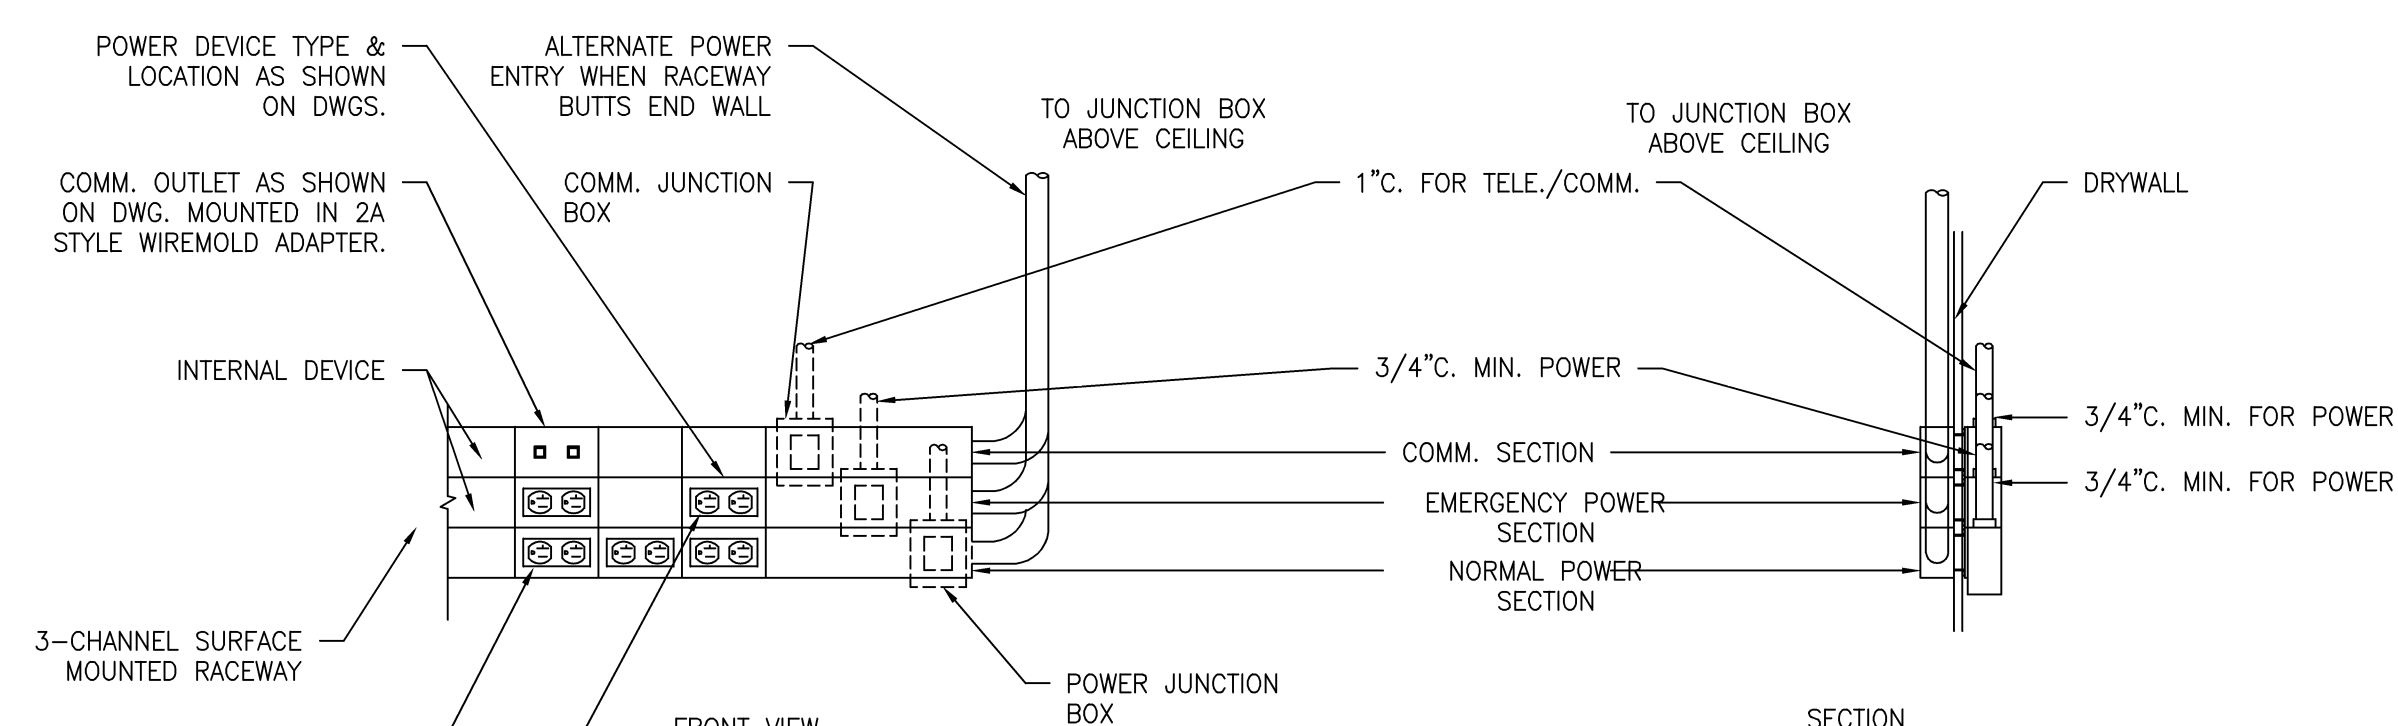 POWER DEVICE TYPE &
LOCATION AS SHOWN
ON DWGS.
ALTERNATE POWER
ENTRY WHEN RACEWAY
BUTTS END WALL
TO JUNCTION BOX
ABOVE CEILING
TO JUNCTION BOX
ABOVE CEILING
COMM. OUTLET AS SHOWN
ON DWG. MOUNTED IN 2A
STYLE WIREMOLD ADAPTER.
COMM. JUNCTION
BOX
1"C. FOR TELE./COMM.
DRYWALL
INTERNAL DEVICE
3/4"C. MIN. POWER
3/4"C. MIN. FOR POWER
COMM. SECTION
3/4"C. MIN. FOR POWER
EMERGENCY POWER
SECTION
NORMAL POWER
SECTION
3-CHANNEL SURFACE
MOUNTED RACEWAY
POWER JUNCTION
BOX
FRONT VIEW
SECTION